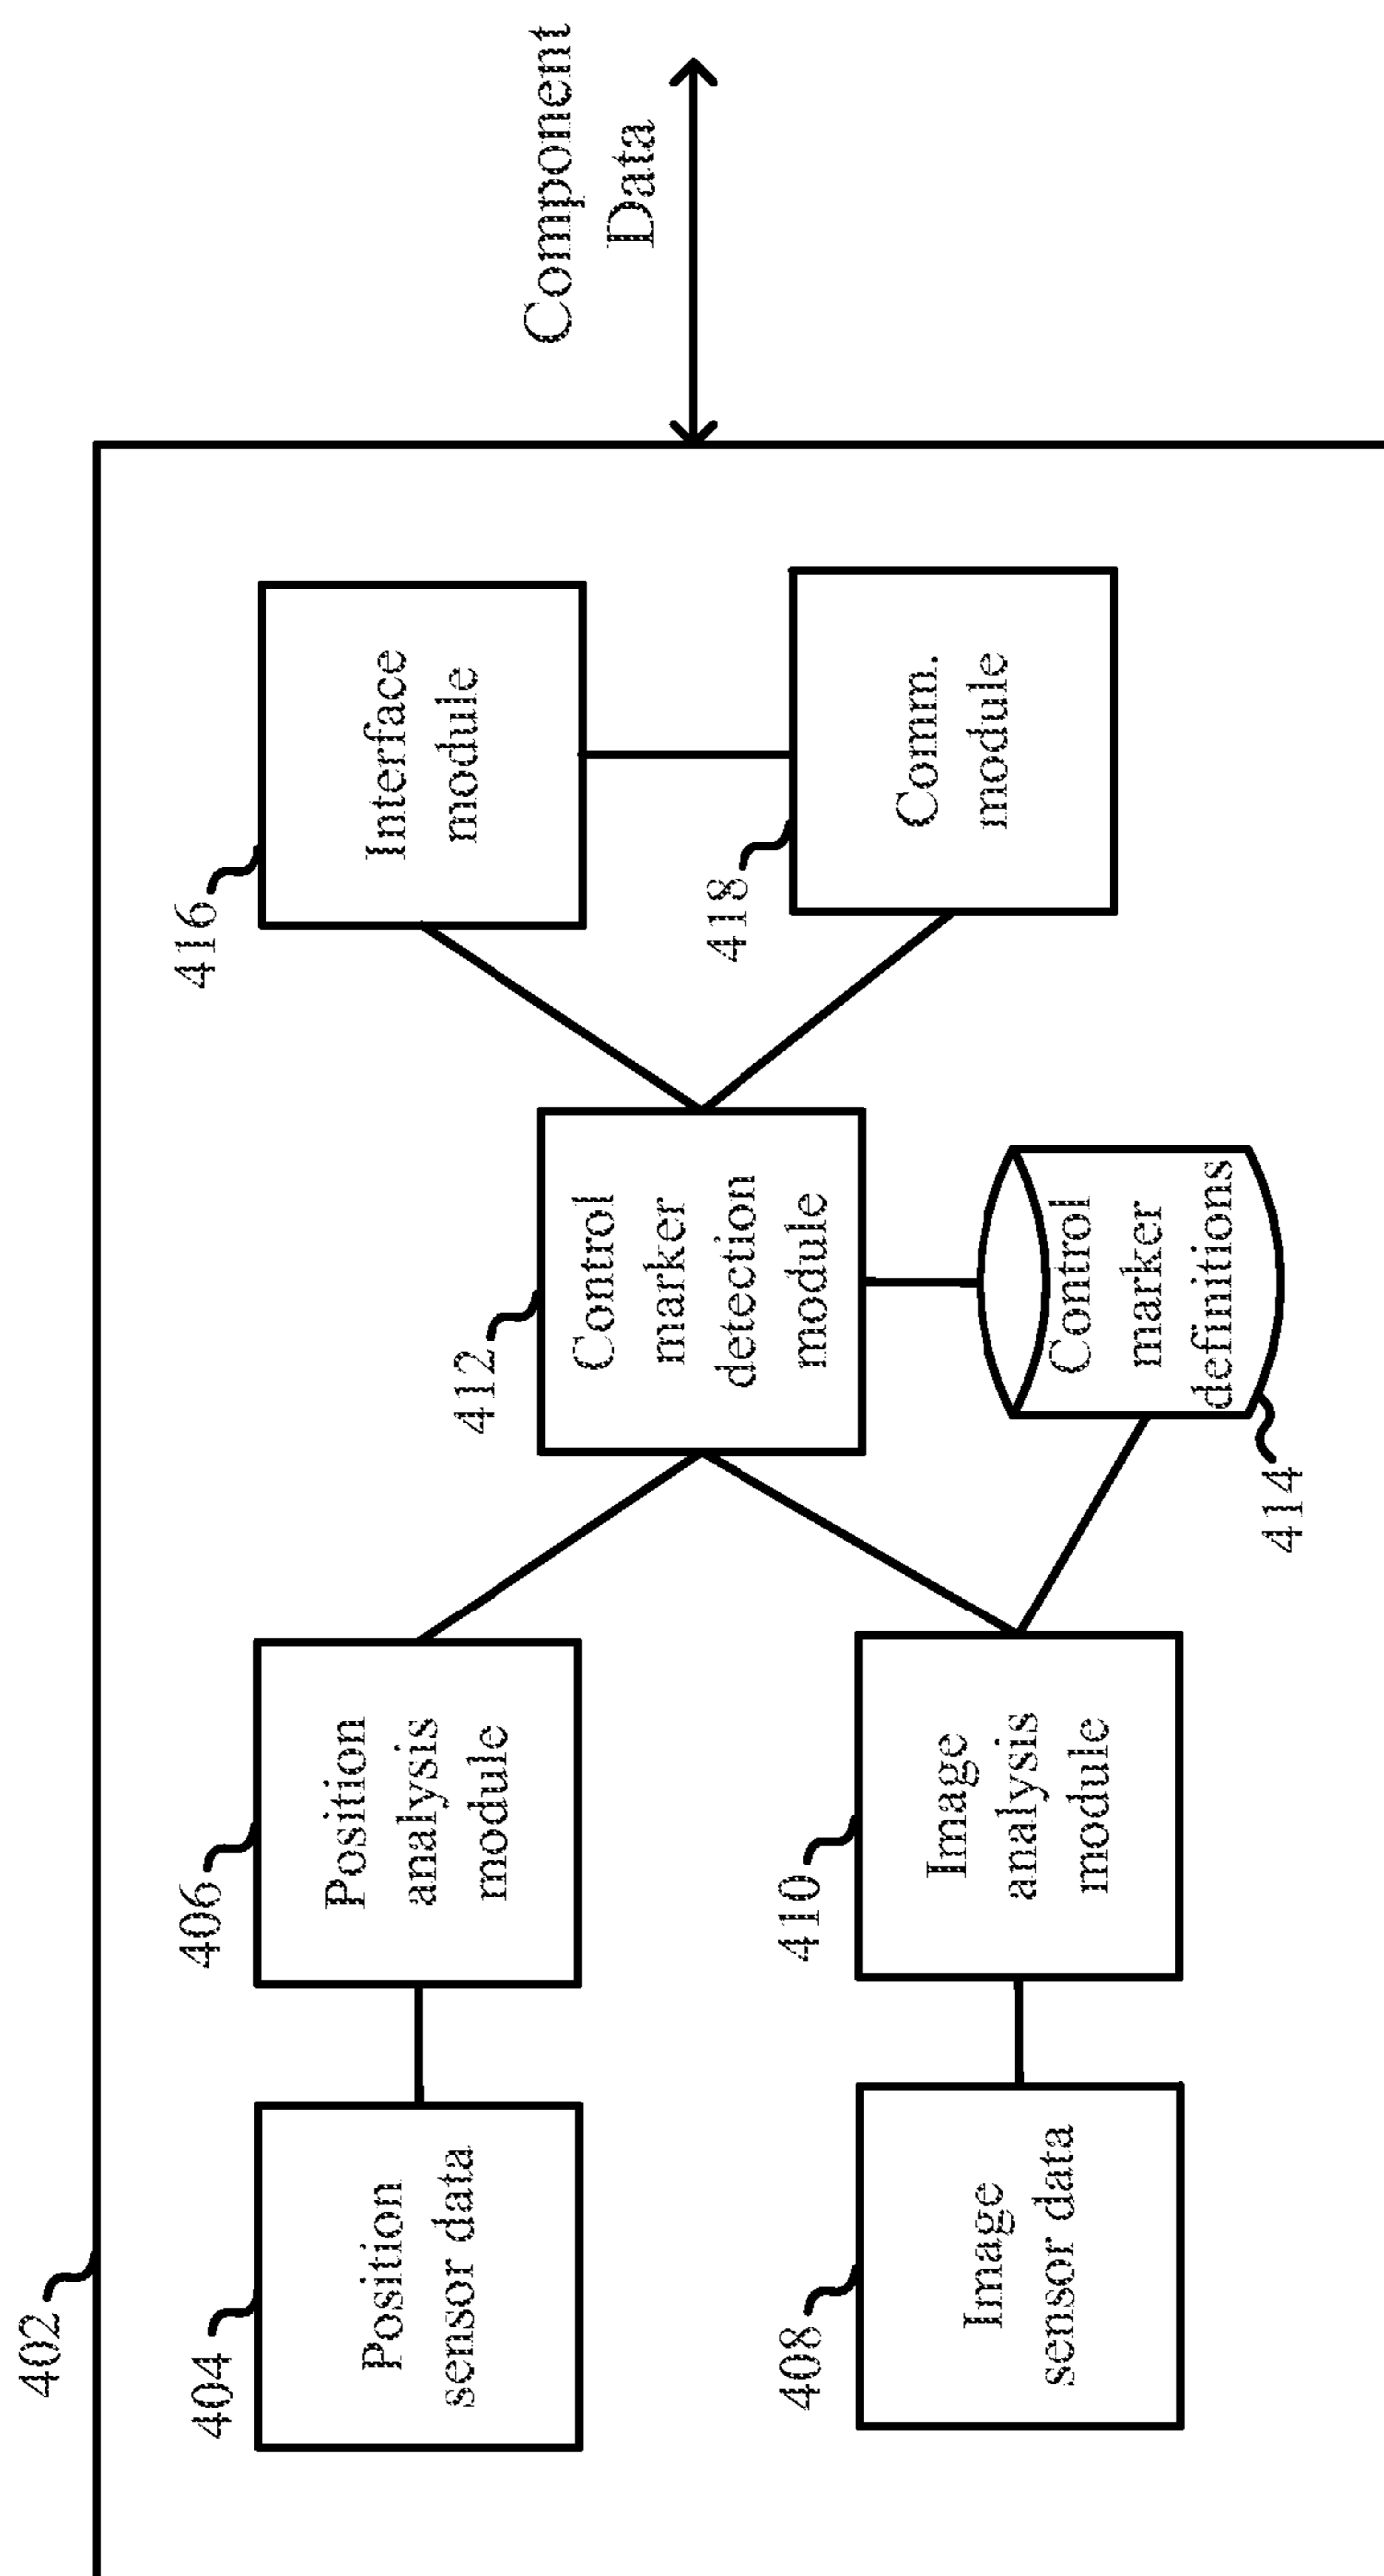 402
404
Position
sensor data
406
Position
analysis
module
408
Image
sensor data
410
Image
analysis
module
412
Control
marker
detection
module
414
Control
marker
definitions
416
Interface
module
418
Comm.
module
Component
Data